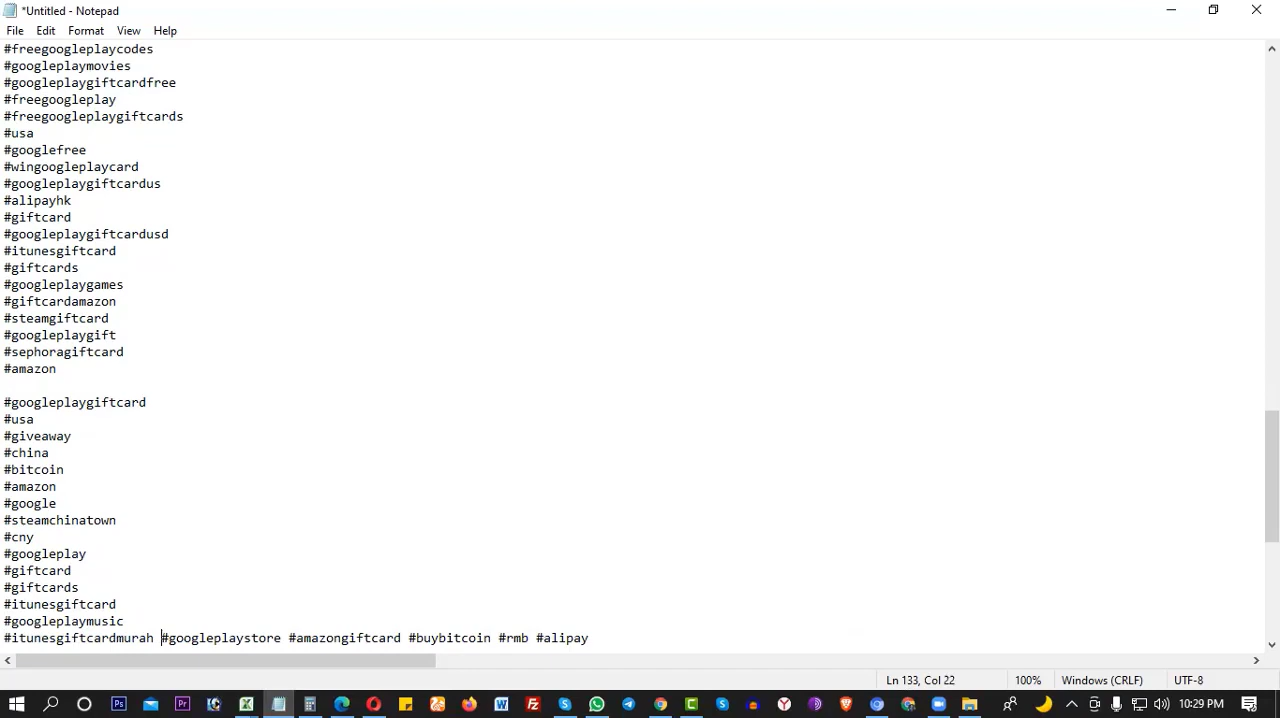 *Untitled - Notepad
File Edit Format View Help
#freegoogleplaycodes
#googleplaymovies
#googleplaygiftcardfree
#freegoogleplay
#freegoogleplaygiftcards
#usa
#googlefree
#wingoogleplaycard
#googleplaygiftcardus
#alipayhk
#giftcard
#googleplaygiftcardusd
#itunesgiftcard
#giftcards
#googleplaygames
#giftcardamazon
#steamgiftcard
#googleplaygift
#sephoragiftcard
#amazon
#googleplaygiftcard
#usa
#giveaway
#china
#bitcoin
#amazon
#google
#steamchinatown
#cny
#googleplay
#giftcard
#giftcards
#itunesgiftcard
#googleplaymusic
#itunesgiftcardmurah #googleplaystore #amazongiftcard #buybitcoin #rmb #alipay
Ln 133, Col 22 100% Windows (CRLF) UTF-8
10:29 PM